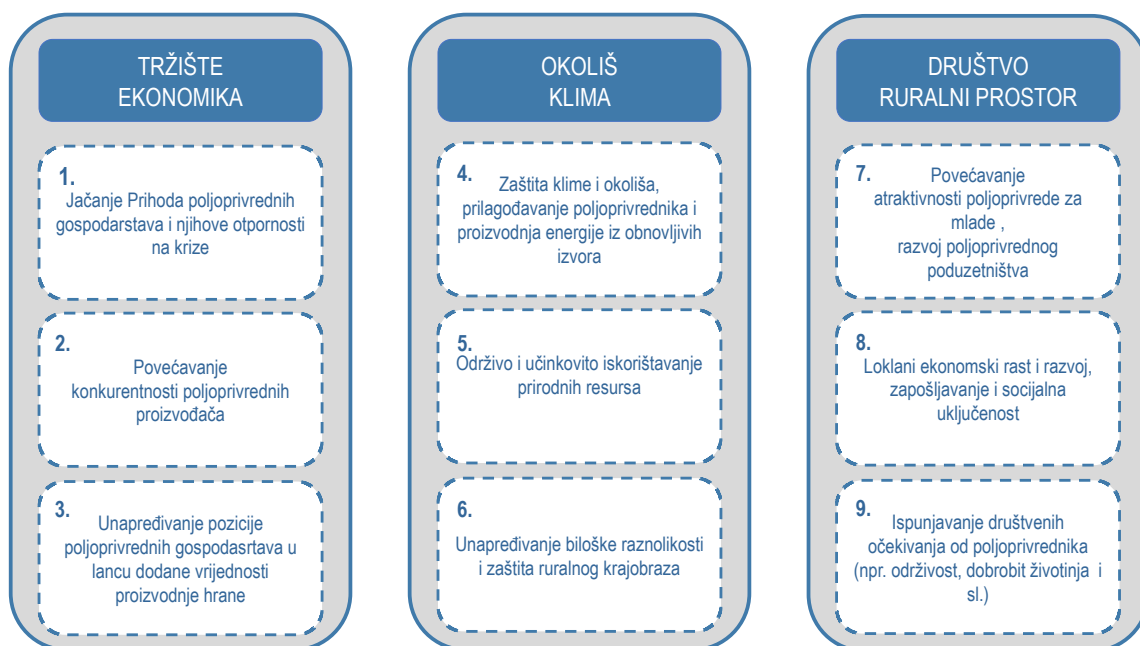 TRŽIŠTE
EKONOMIKA
1.
Jačanje Prihoda poljoprivrednih
gospodarstava i njihove otpornosti
na krize
2.
Povećavanje
konkurentnosti poljoprivrednih
proizvođača
3.
Unapređivanje pozicije
poljoprivrednih gospodasrtava u
lancu dodane vrijednosti
proizvodnje hrane
OKOLIŠ
KLIMA
4.
Zaštita klime i okoliša,
prilagođavanje poljoprivrednika i
proizvodnja energije iz obnovljivih
izvora
5.
Održivo i učinkovito iskorištavanje
prirodnih resursa
6.
Unapređivanje biloške raznolikosti
i zaštita ruralnog krajobraza
DRUŠTVO
RURALNI PROSTOR
7.
Povećavanje
atraktivnosti poljoprivrede za
mlade ,
razvoj poljoprivrednog
poduzetništva
8.
Loklani ekonomski rast i razvoj,
zapošljavanje i socijalna
uključenost
9.
Ispunjavanje društvenih
očekivanja od poljoprivrednika
(npr. održivost, dobrobit životinja i
sl.)